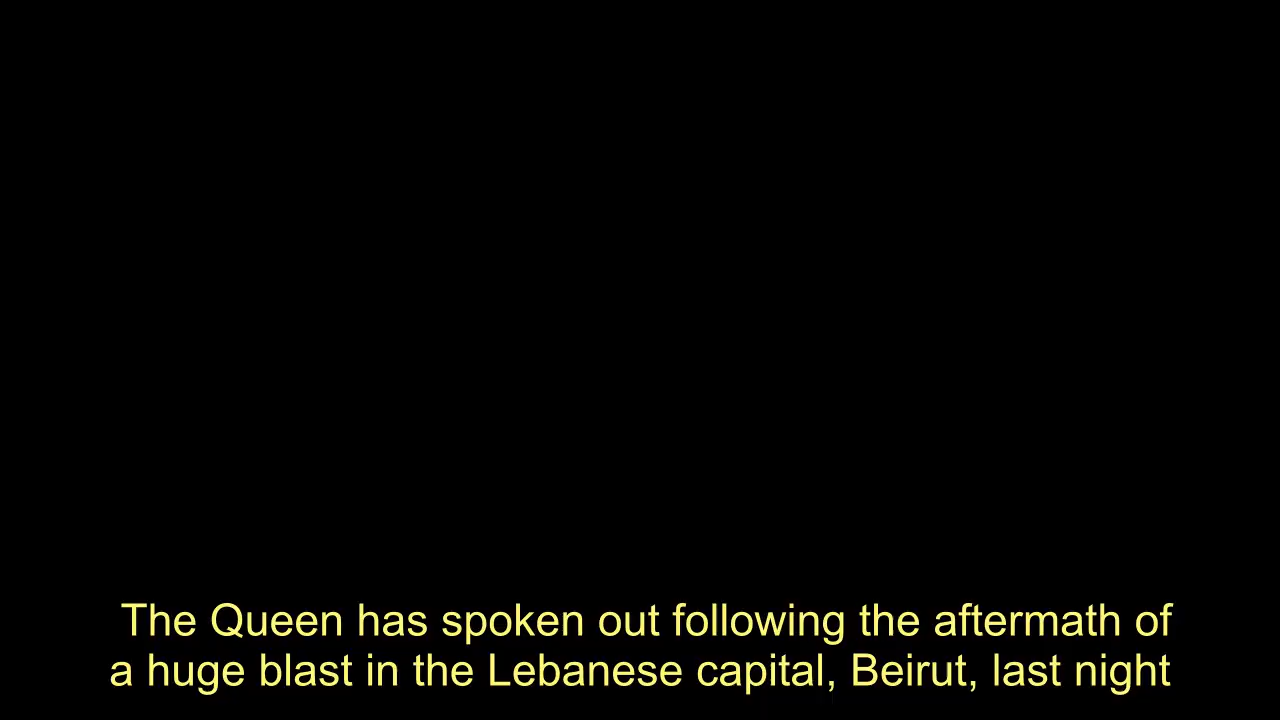 The Queen has spoken out following the aftermath of
a huge blast in the Lebanese capital, Beirut, last night